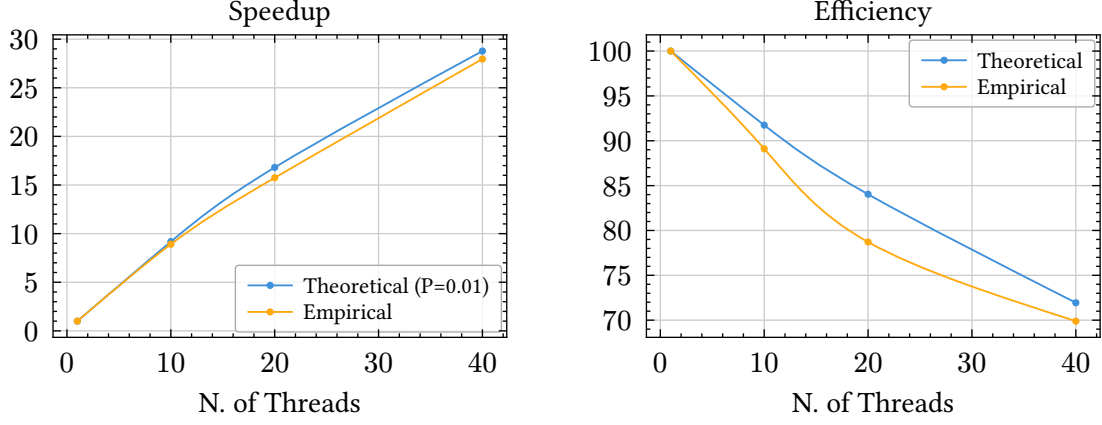 Speedup
30
25
20
15
10
5
0
0 10 20 30 40
N. of Threads
Theoretical (P=0.01)
Empirical
Efficiency
100
95
90
85
80
75
70
0 10 20 30 40
N. of Threads
Theoretical
Empirical